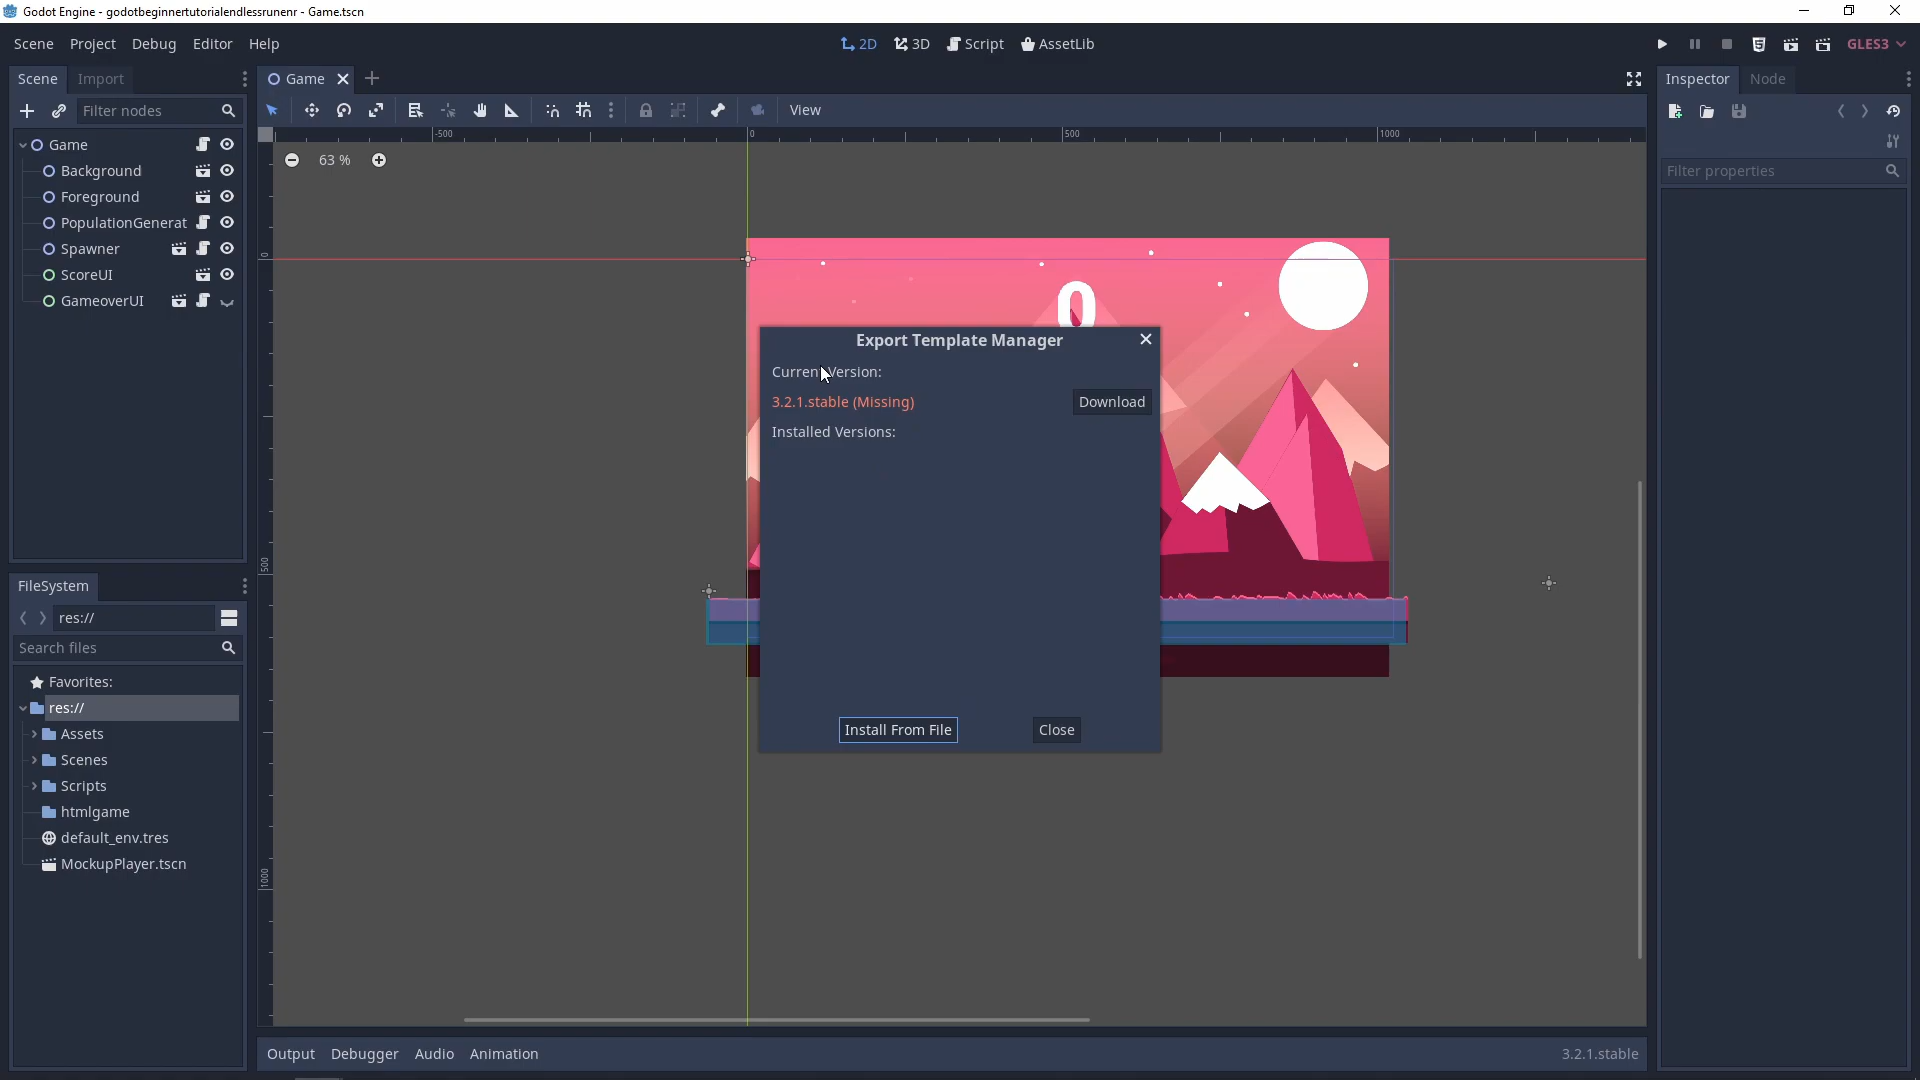 Godot Engine - godotbeginnertutorialendlessrunenr - Game.tscn
Scene Project Debug Editor Help
2D 3D Script AssetLib
GLES3
Scene Import
Game
Inspector Node
Filter nodes
View
-500 0 500 1000
63 %
Game
Background
Foreground
PopulationGenerat
Spawner
ScoreUI
GameoverUI
Filter properties
0
500
1000
0
Export Template Manager
Current Version:
3.2.1.stable (Missing)
Download
Installed Versions:
Install From File
Close
FileSystem
res://
Search files
Favorites:
res://
Assets
Scenes
Scripts
htmlgame
default_env.tres
MockupPlayer.tscn
Output Debugger Audio Animation
3.2.1.stable